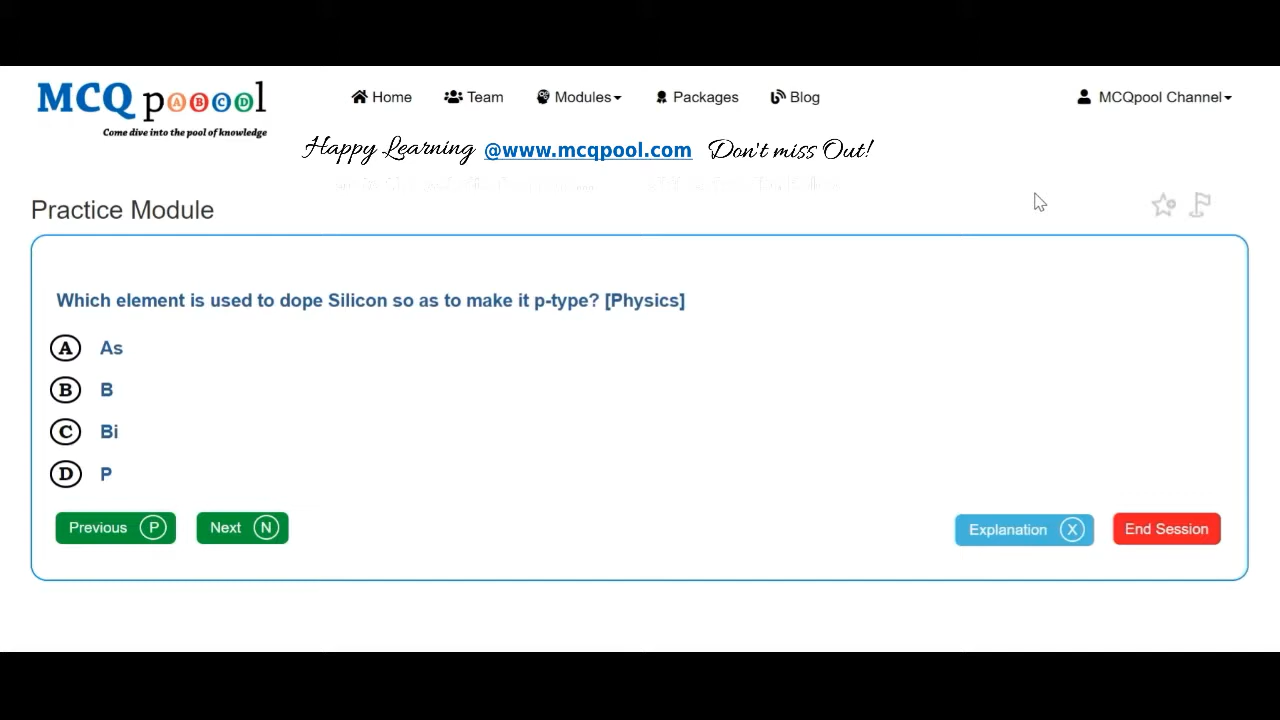 MCQ pooool
Come dive into the pool of knowledge
Home Team Modules Packages Blog MCQpool Channel
Happy Learning @www.mcqpool.com Don't miss Out!
Practice Module
Which element is used to dope Silicon so as to make it p-type? [Physics]
A As
B B
C Bi
D P
Previous P Next N Explanation X End Session